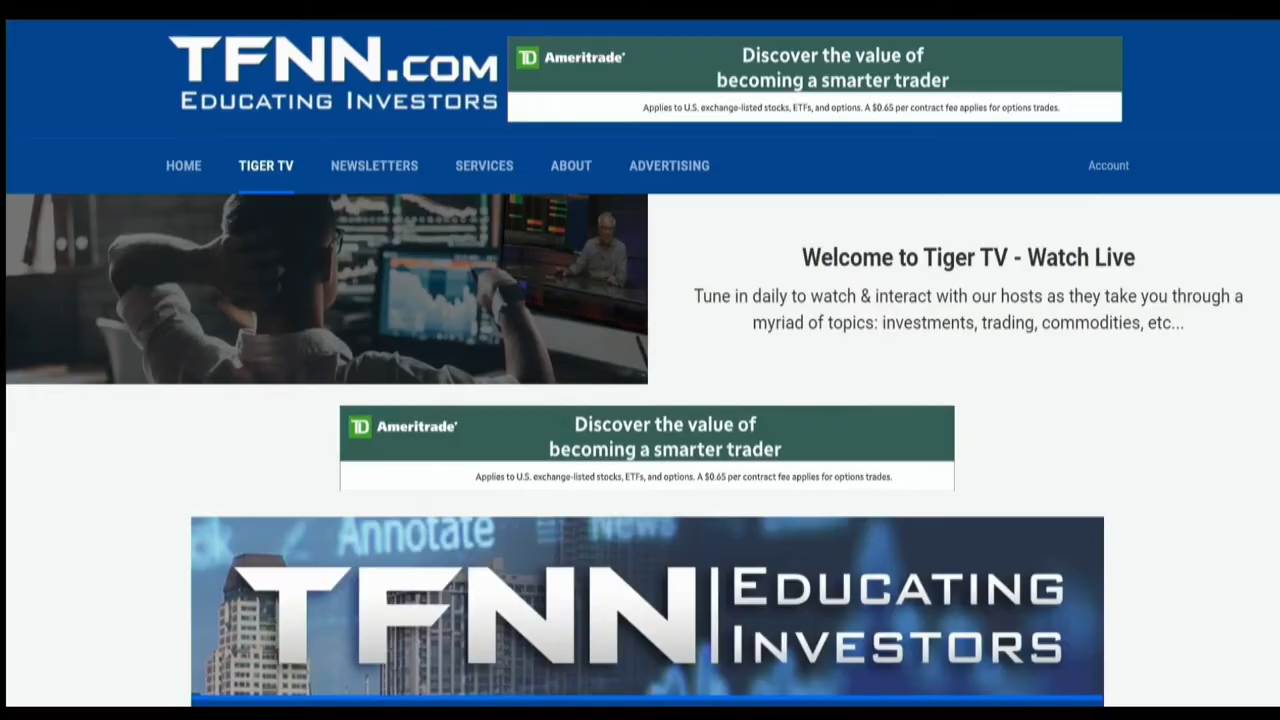 TFNN.COM
EDUCATING INVESTORS
TD Ameritrade
Discover the value of
becoming a smarter trader
Applies to U.S. exchange-listed stocks, ETFs, and options. A $0.65 per contract fee applies for options trades.
HOME TIGER TV NEWSLETTERS SERVICES ABOUT ADVERTISING Account
Welcome to Tiger TV - Watch Live
Tune in daily to watch & interact with our hosts as they take you through a
myriad of topics: investments, trading, commodities, etc...
TD Ameritrade
Discover the value of
becoming a smarter trader
Applies to U.S. exchange-listed stocks, ETFs, and options. A $0.65 per contract fee applies for options trades.
Annotate News
TFNN
EDUCATING
INVESTORS